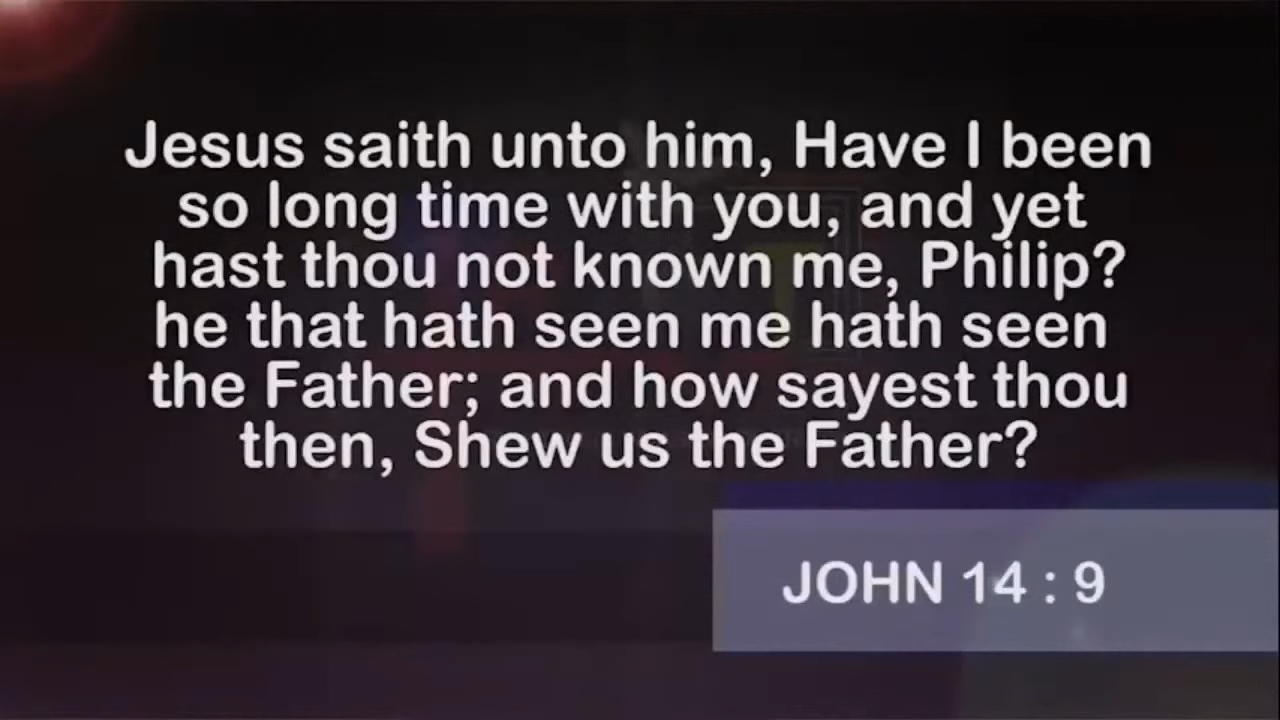 Jesus saith unto him, Have I been
so long time with you, and yet
hast thou not known me, Philip?
he that hath seen me hath seen
the Father; and how sayest thou
then, Shew us the Father?
JOHN 14 : 9